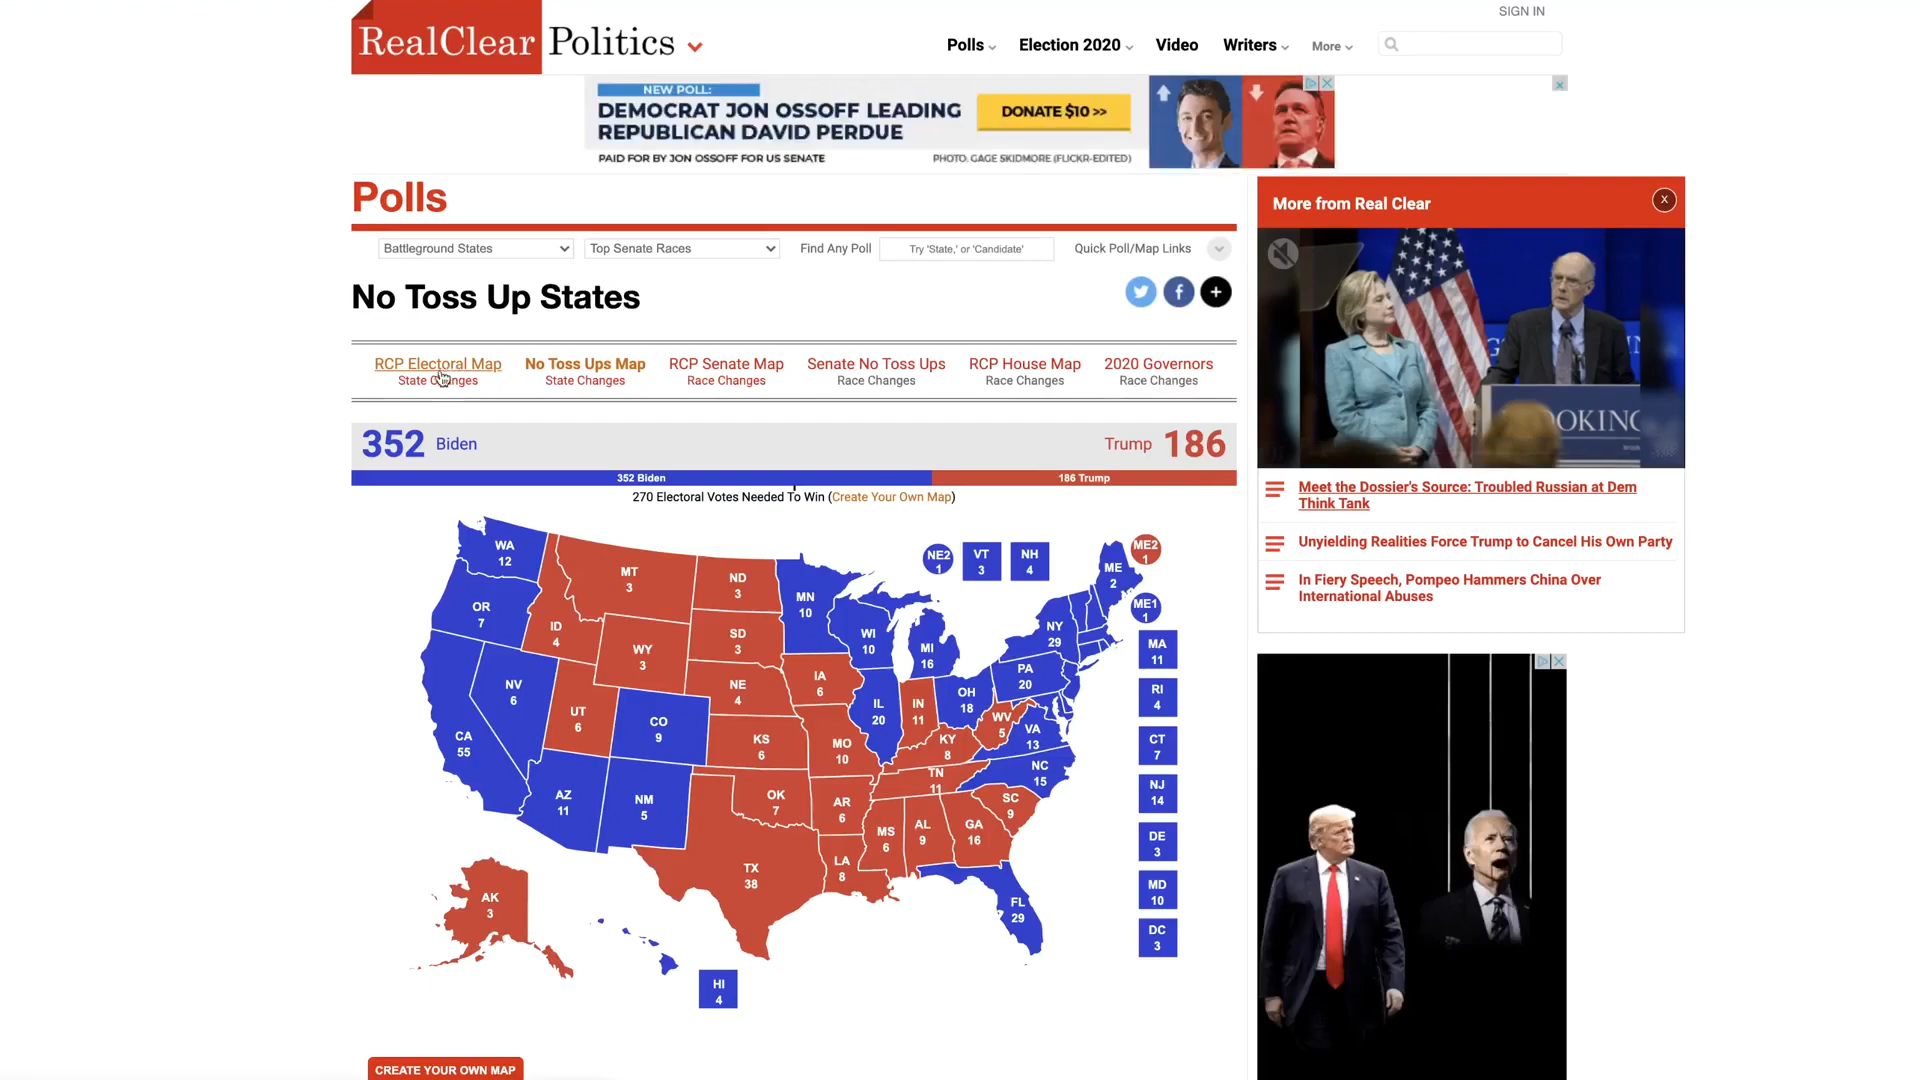 SIGN IN
RealClear Politics
Polls
Election 2020
Video
Writers
More
NEW POLL:
DEMOCRAT JON OSSOFF LEADING
REPUBLICAN DAVID PERDUE
DONATE $10 >>
PAID FOR BY JON OSSOFF FOR US SENATE
PHOTO: GAGE SKIDMORE (FLICKR-EDITED)
Polls
Battleground States
Top Senate Races
Find Any Poll
Try 'State,' or 'Candidate'
Quick Poll/Map Links
No Toss Up States
RCP Electoral Map
State Changes
No Toss Ups Map
State Changes
RCP Senate Map
Race Changes
Senate No Toss Ups
Race Changes
RCP House Map
Race Changes
2020 Governors
Race Changes
352 Biden
Trump 186
352 Biden
186 Trump
270 Electoral Votes Needed To Win (Create Your Own Map)
WA
12
OR
7
CA
55
NV
6
ID
4
MT
3
WY
3
UT
6
CO
9
AZ
11
NM
5
ND
3
SD
3
NE
4
KS
6
OK
7
TX
38
MN
10
IA
6
MO
10
AR
6
LA
8
WI
10
IL
20
MI
16
IN
11
OH
18
KY
8
TN
11
MS
6
AL
9
GA
16
SC
9
NC
15
VA
13
WV
5
PA
20
NY
29
FL
29
ME
2
NE2
1
VT
3
NH
4
ME2
1
ME1
1
MA
11
RI
4
CT
7
NJ
14
DE
3
MD
10
DC
3
AK
3
HI
4
CREATE YOUR OWN MAP
More from Real Clear
X
OOKING
Meet the Dossier's Source: Troubled Russian at Dem
Think Tank
Unyielding Realities Force Trump to Cancel His Own Party
In Fiery Speech, Pompeo Hammers China Over
International Abuses